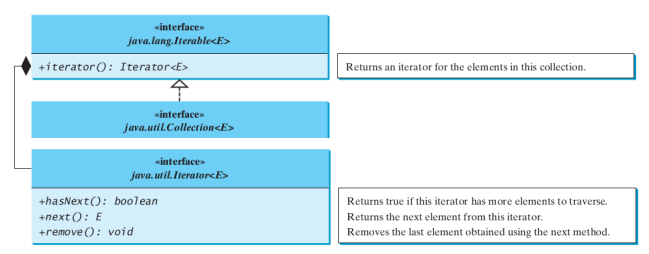 «interface»
java.lang.Iterable<E>
+iterator(): Iterator<E>
Returns an iterator for the elements in this collection.
«interface»
java.util.Collection<E>
«interface»
java.util.Iterator<E>
+hasNext(): boolean
Returns true if this iterator has more elements to traverse.
+next(): E
Returns the next element from this iterator.
+remove(): void
Removes the last element obtained using the next method.